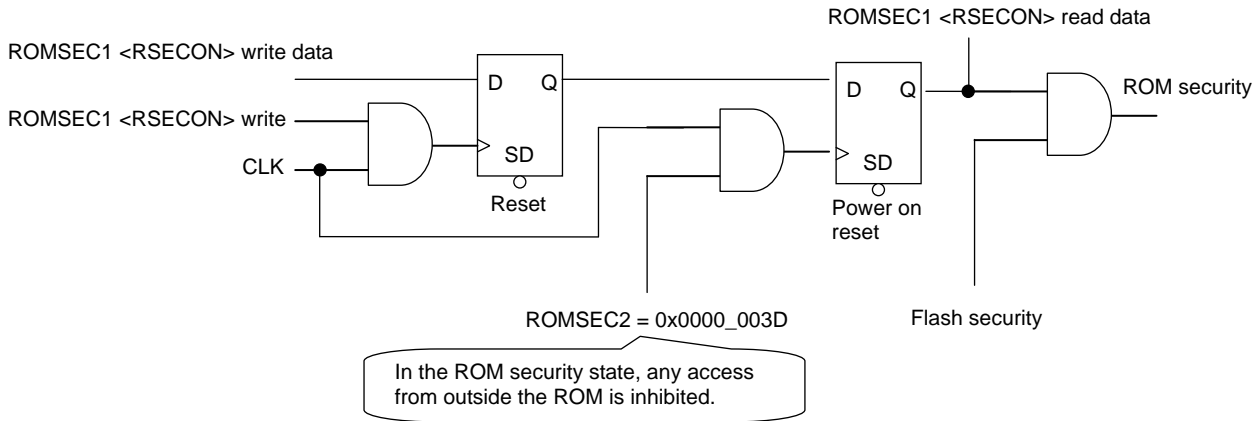 ROMSEC1 <RSECON> read data
ROMSEC1 <RSECON> write data
D Q
D Q
ROM security
ROMSEC1 <RSECON> write
CLK
SD
SD
Reset
Power on
reset
ROMSEC2 = 0x0000_003D
Flash security
In the ROM security state, any access
from outside the ROM is inhibited.